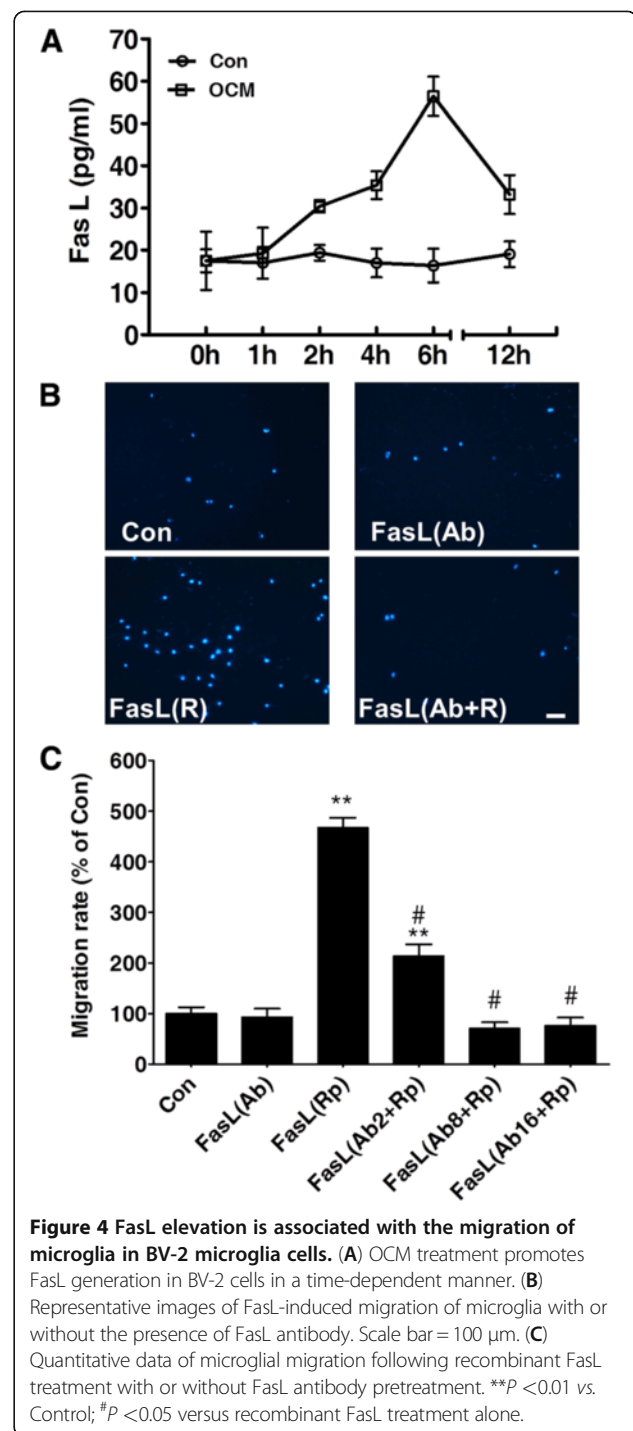 A
70
60
50
40
30
20
10
0
Fas L (pg/ml)
Con
OCM
0h 1h 2h 4h 6h 12h
B
Con
FasL(Ab)
FasL(R)
FasL(Ab+R)
C
600
500
400
300
200
100
0
Migration rate (% of Con)
**
#
**
#
#
Con
FasL(Ab)
FasL(Rp)
FasL(Ab2+Rp)
FasL(Ab8+Rp)
FasL(Ab16+Rp)
Figure 4 FasL elevation is associated with the migration of
microglia in BV-2 microglia cells. (A) OCM treatment promotes
FasL generation in BV-2 cells in a time-dependent manner. (B)
Representative images of FasL-induced migration of microglia with or
without the presence of FasL antibody. Scale bar = 100 μm. (C)
Quantitative data of microglial migration following recombinant FasL
treatment with or without FasL antibody pretreatment. **P <0.01 vs.
Control; #P <0.05 versus recombinant FasL treatment alone.